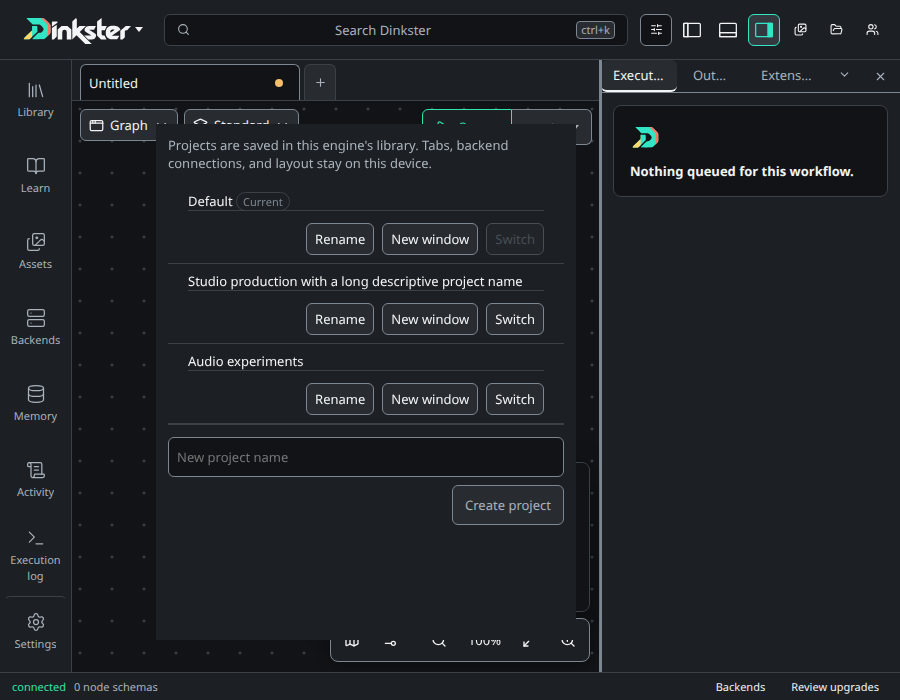 Dinkster
Search Dinkster
ctrl+k
Library
Learn
Assets
Backends
Memory
Activity
Execution
log
Settings
Untitled
Graph
Standard
Projects are saved in this engine's library. Tabs, backend
connections, and layout stay on this device.
Default Current
Rename New window Switch
Studio production with a long descriptive project name
Rename New window Switch
Audio experiments
Rename New window Switch
New project name
Create project
100%
Execut... Out... Extens...
Nothing queued for this workflow.
connected 0 node schemas
Backends Review upgrades